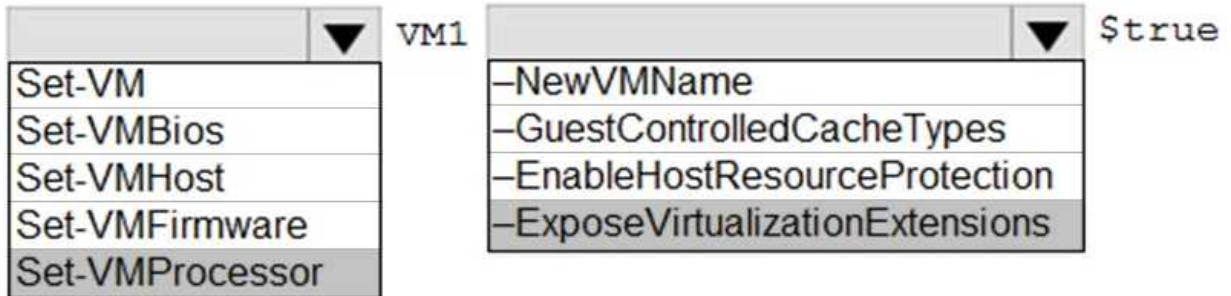 VM1 $true
Set-VM
Set-VMBios
Set-VMHost
Set-VMFirmware
Set-VMProcessor
–NewVMName
–GuestControlledCacheTypes
–EnableHostResourceProtection
–ExposeVirtualizationExtensions